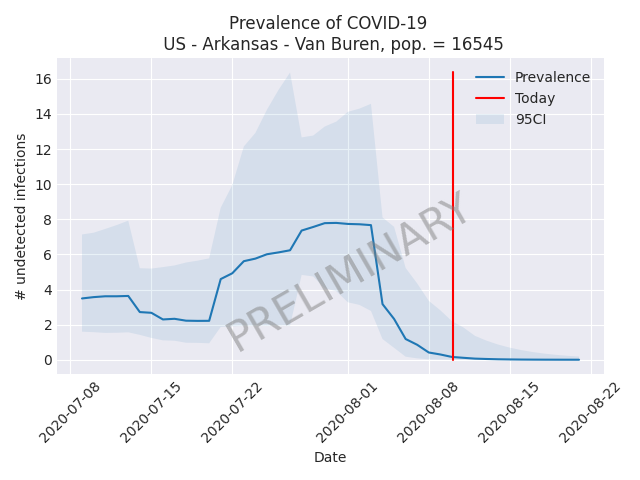 Prevalence of COVID-19
US - Arkansas - Van Buren, pop. = 16545
16
14
12
10
8
6
4
2
0
# undetected infections
Prevalence
Today
95CI
PRELIMINARY
2020-07-08
2020-07-15
2020-07-22
2020-08-01
2020-08-08
2020-08-15
2020-08-22
Date